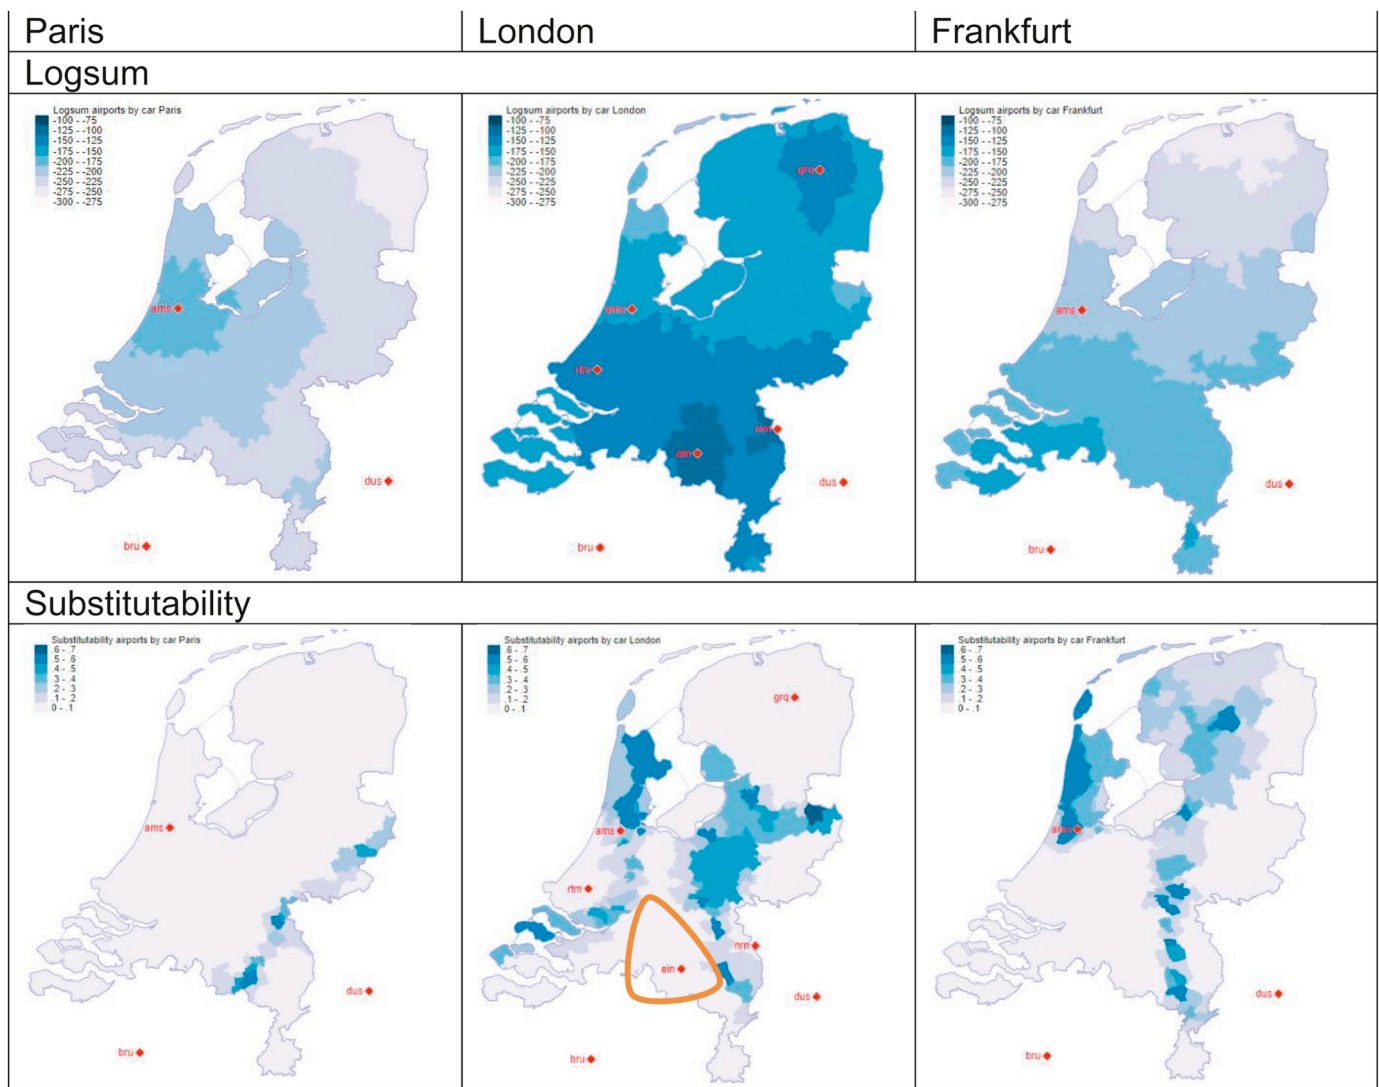 Paris London Frankfurt
Logsum
Logsum airports by car Paris
-100 - -75
-125 - -100
-150 - -125
-175 - -150
-200 - -175
-225 - -200
-250 - -225
-275 - -250
-300 - -275
ams
dus
bru
Logsum airports by car London
-100 - -75
-125 - -100
-150 - -125
-175 - -150
-200 - -175
-225 - -200
-250 - -225
-275 - -250
-300 - -275
grq
ams
rtm
nrn
ein
dus
bru
Logsum airports by car Frankfurt
-100 - -75
-125 - -100
-150 - -125
-175 - -150
-200 - -175
-225 - -200
-250 - -225
-275 - -250
-300 - -275
ams
dus
bru
Substitutability
Substitutability airports by car Paris
.6 - .7
.5 - .6
.4 - .5
.3 - .4
.2 - .3
.1 - .2
0 - .1
ams
dus
bru
Substitutability airports by car London
.6 - .7
.5 - .6
.4 - .5
.3 - .4
.2 - .3
.1 - .2
0 - .1
grq
ams
rtm
nrn
ein
dus
bru
Substitutability airports by car Frankfurt
.6 - .7
.5 - .6
.4 - .5
.3 - .4
.2 - .3
.1 - .2
0 - .1
ams
dus
bru